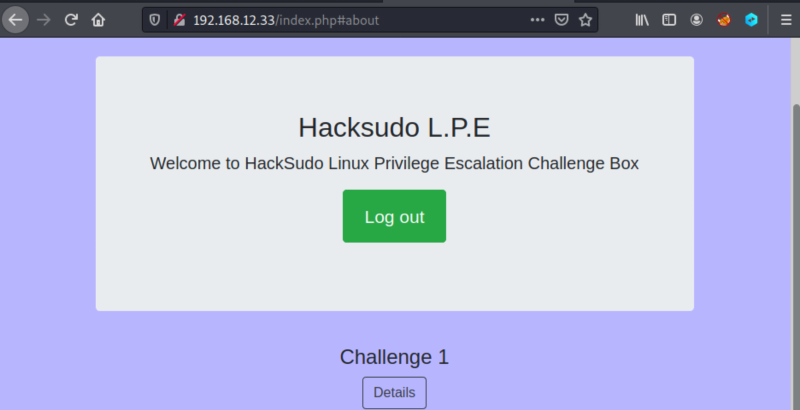 192.168.12.33/index.php#about
Hacksudo L.P.E
Welcome to HackSudo Linux Privilege Escalation Challenge Box
Log out
Challenge 1
Details